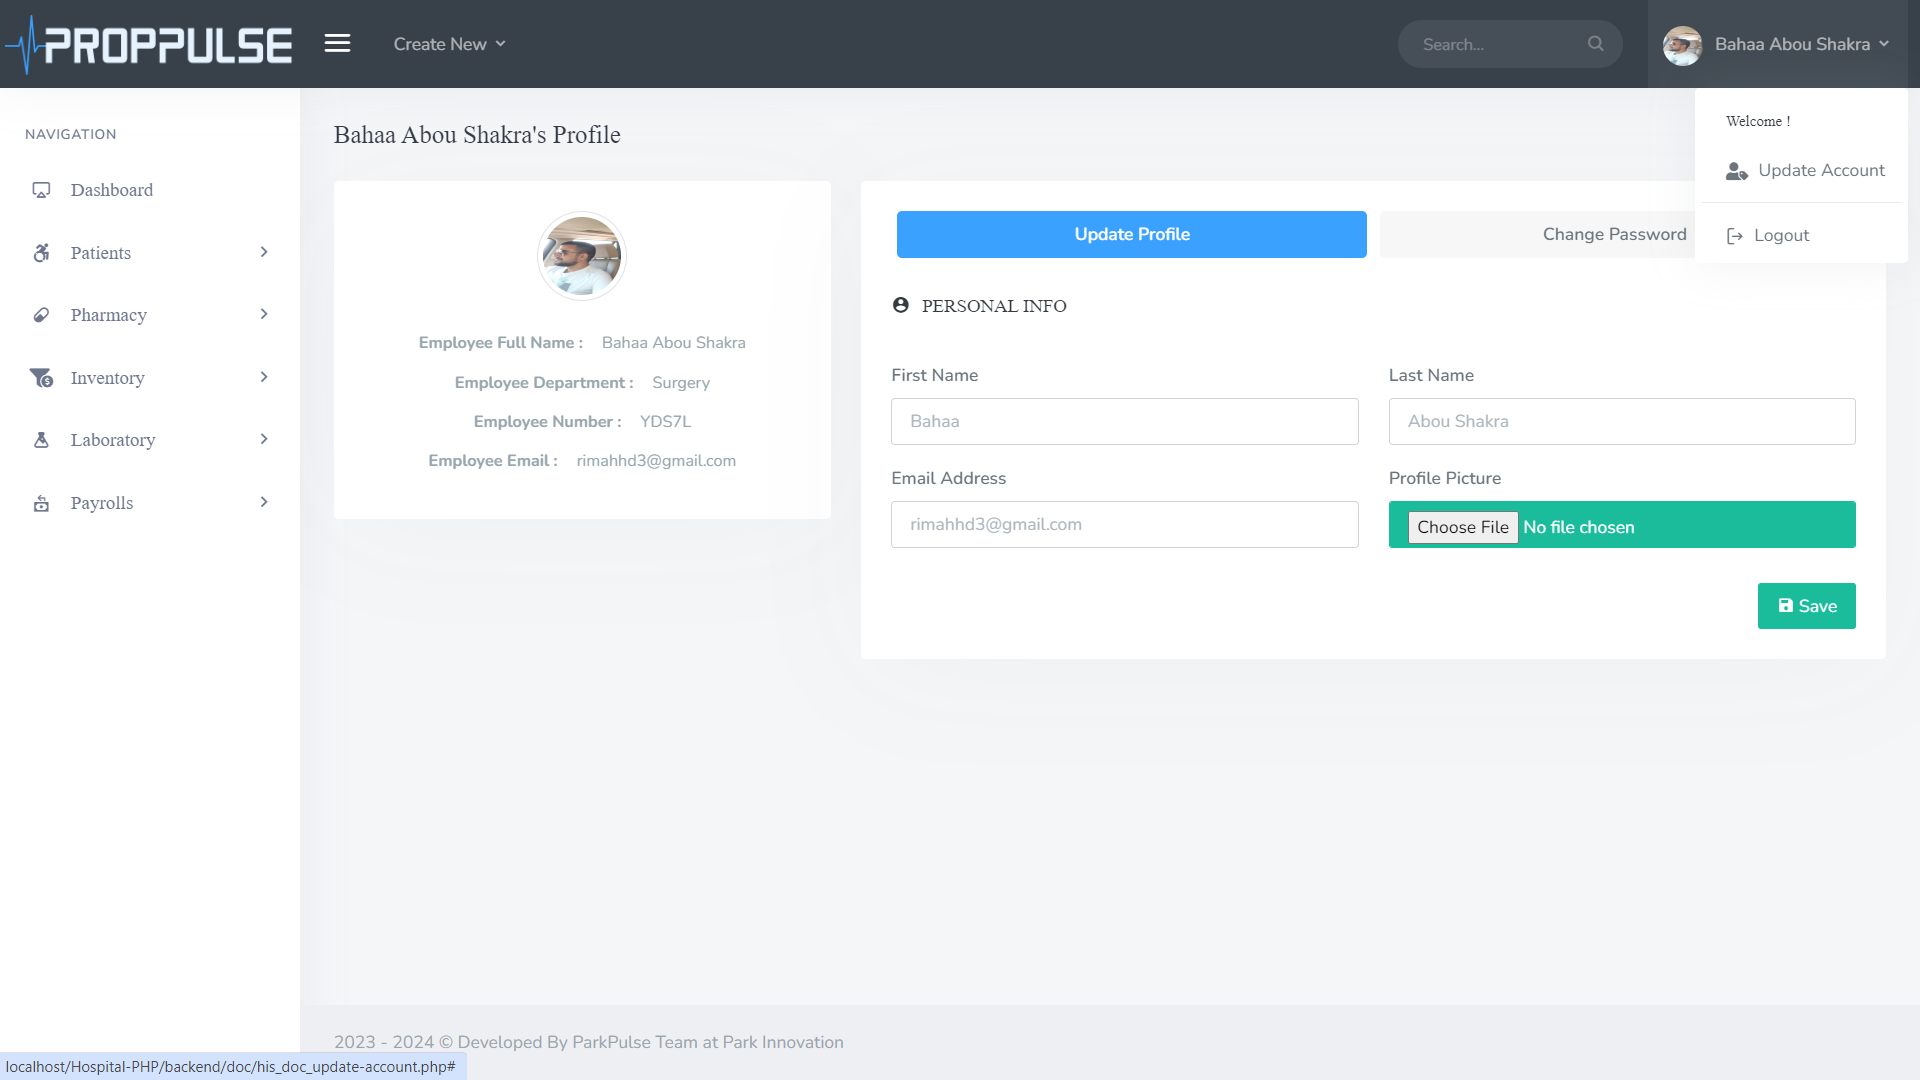 PROPPULSE
Create New
Search...
Bahaa Abou Shakra
Welcome !
Update Account
Logout
NAVIGATION
Dashboard
Patients
Pharmacy
Inventory
Laboratory
Payrolls
Bahaa Abou Shakra's Profile
Employee Full Name : Bahaa Abou Shakra
Employee Department : Surgery
Employee Number : YDS7L
Employee Email : rimahhd3@gmail.com
Update Profile
Change Password
PERSONAL INFO
First Name
Last Name
Bahaa
Abou Shakra
Email Address
Profile Picture
rimahhd3@gmail.com
Choose File No file chosen
Save
2023 - 2024 © Developed By ParkPulse Team at Park Innovation
localhost/Hospital-PHP/backend/doc/his_doc_update-account.php#